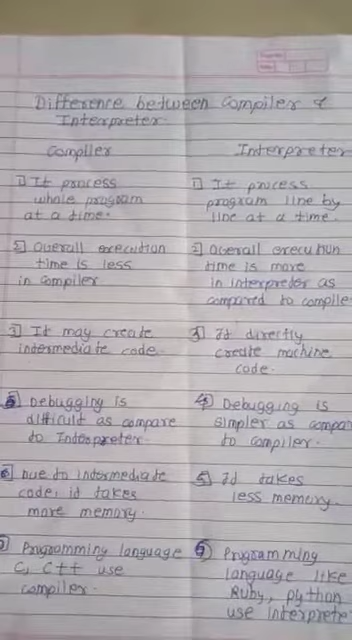 Difference between Compiler &
Interpreter.
Compiler
1) It process
whole program
at a time.
2) Overall execution
time is less
in compiler
3) It may create
intermediate code.
5) Debugging is
difficult as compare
to Interpreter.
6) Due to intermediate
code, it takes
more memory.
Programming language
C, C++ use
compiler.
Interpreter
1) It process
program line by
line at a time.
2) Overall execution
time is more
in interpreter as
compared to compiler
3) It directly
create machine
code.
4) Debugging is
simpler as compar
to compiler.
5) It takes
less memory.
6) Programming
language like
Ruby, python
use interprete